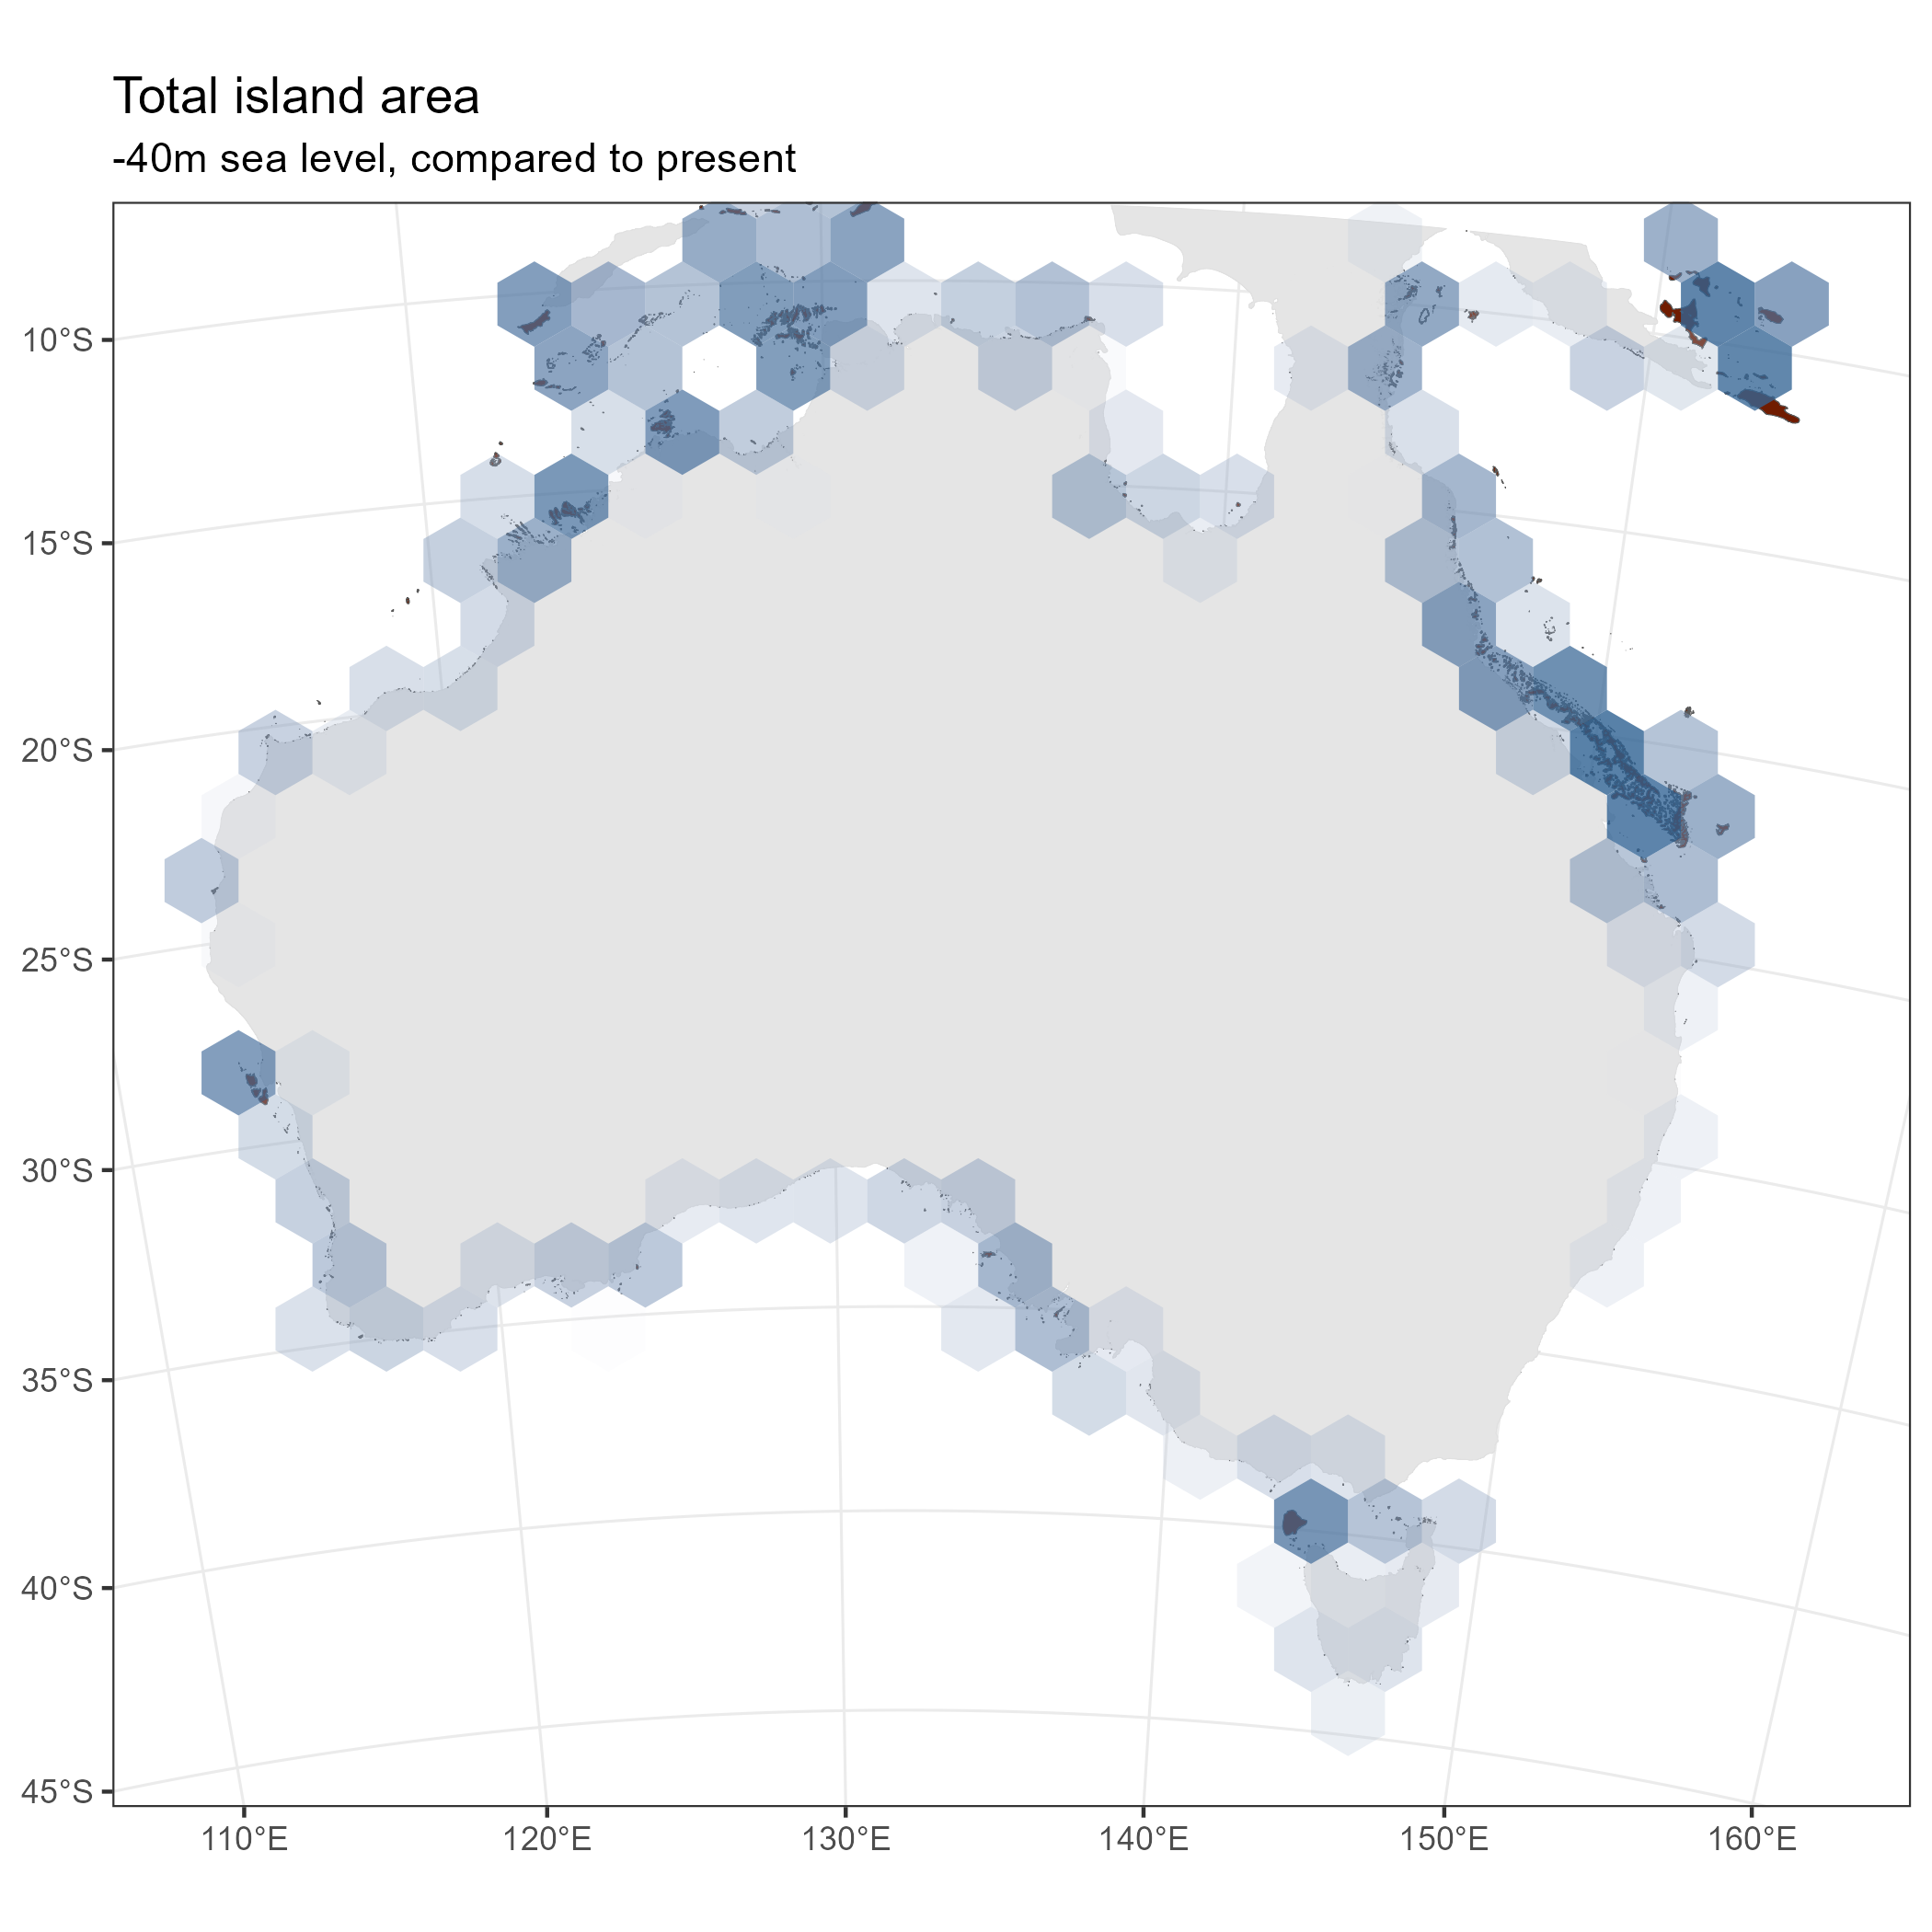 Total island area
-40m sea level, compared to present
10°S
15°S
20°S
25°S
30°S
35°S
40°S
45°S
110°E 120°E 130°E 140°E 150°E 160°E